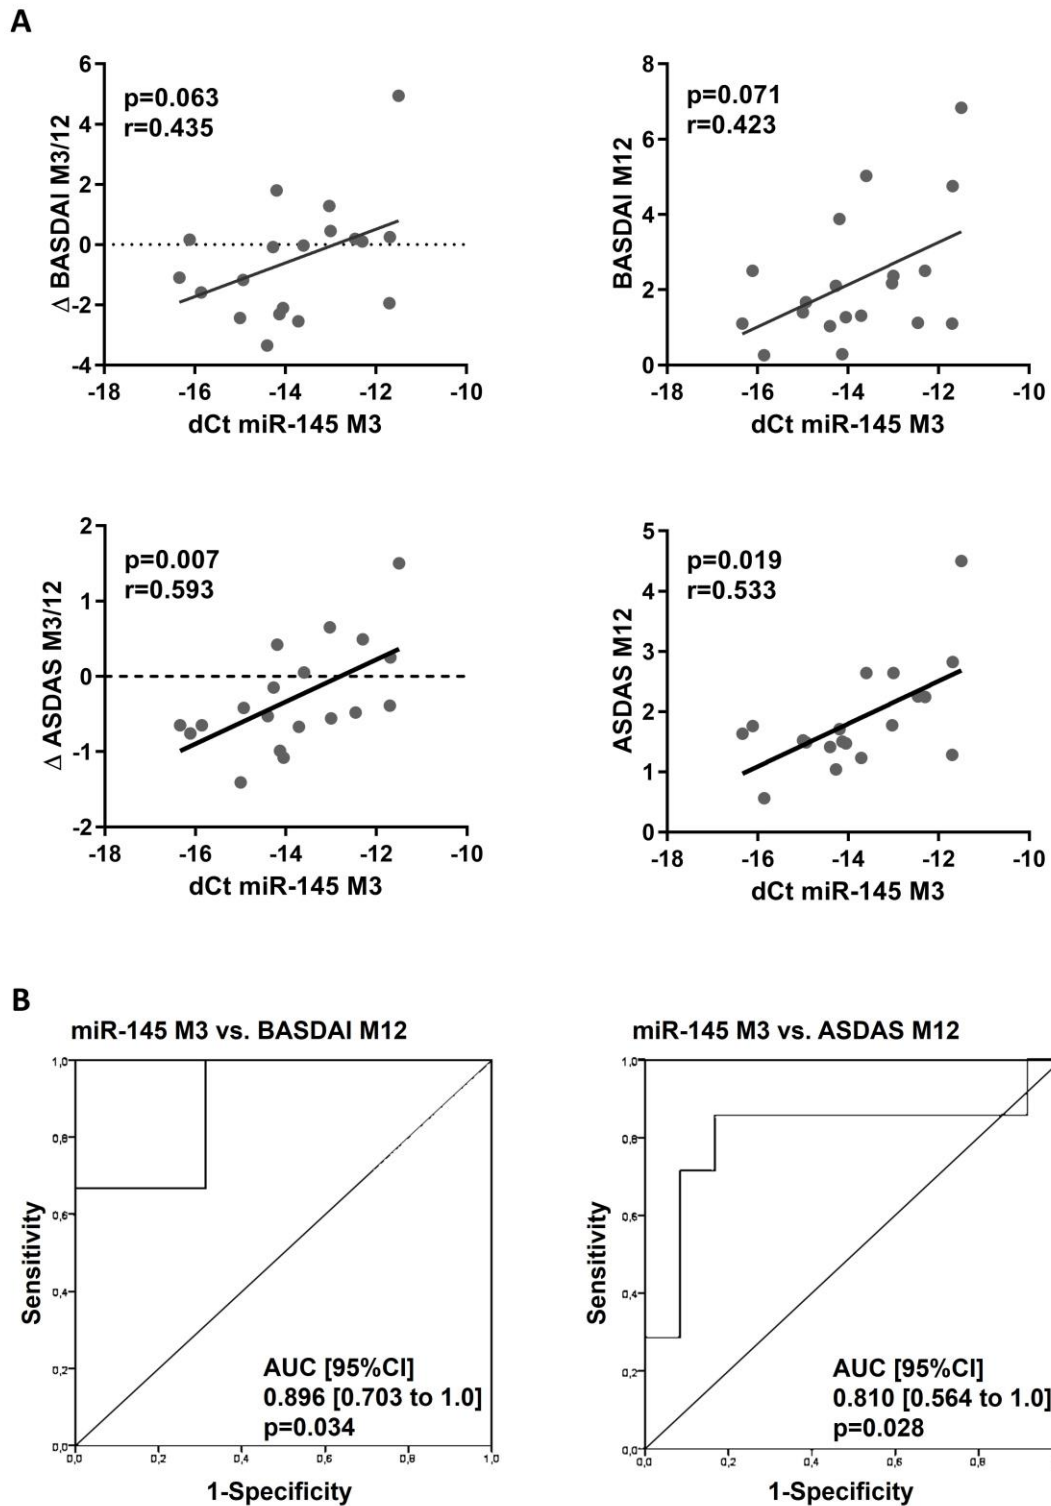 A
6
4
2
0
-2
-4
Δ BASDAI M3/12
p=0.063
r=0.435
-18 -16 -14 -12 -10
dCt miR-145 M3
8
6
4
2
0
BASDAI M12
p=0.071
r=0.423
-18 -16 -14 -12 -10
dCt miR-145 M3
2
1
0
-1
-2
Δ ASDAS M3/12
p=0.007
r=0.593
-18 -16 -14 -12 -10
dCt miR-145 M3
5
4
3
2
1
0
ASDAS M12
p=0.019
r=0.533
-18 -16 -14 -12 -10
dCt miR-145 M3
B
miR-145 M3 vs. BASDAI M12
1,0
0,8
0,6
0,4
0,2
0,0
Sensitivity
AUC [95%CI]
0.896 [0.703 to 1.0]
p=0.034
0,0 0,2 0,4 0,6 0,8 1,0
1-Specificity
miR-145 M3 vs. ASDAS M12
1,0
0,8
0,6
0,4
0,2
0,0
Sensitivity
AUC [95%CI]
0.810 [0.564 to 1.0]
p=0.028
0,0 0,2 0,4 0,6 0,8
1-Specificity